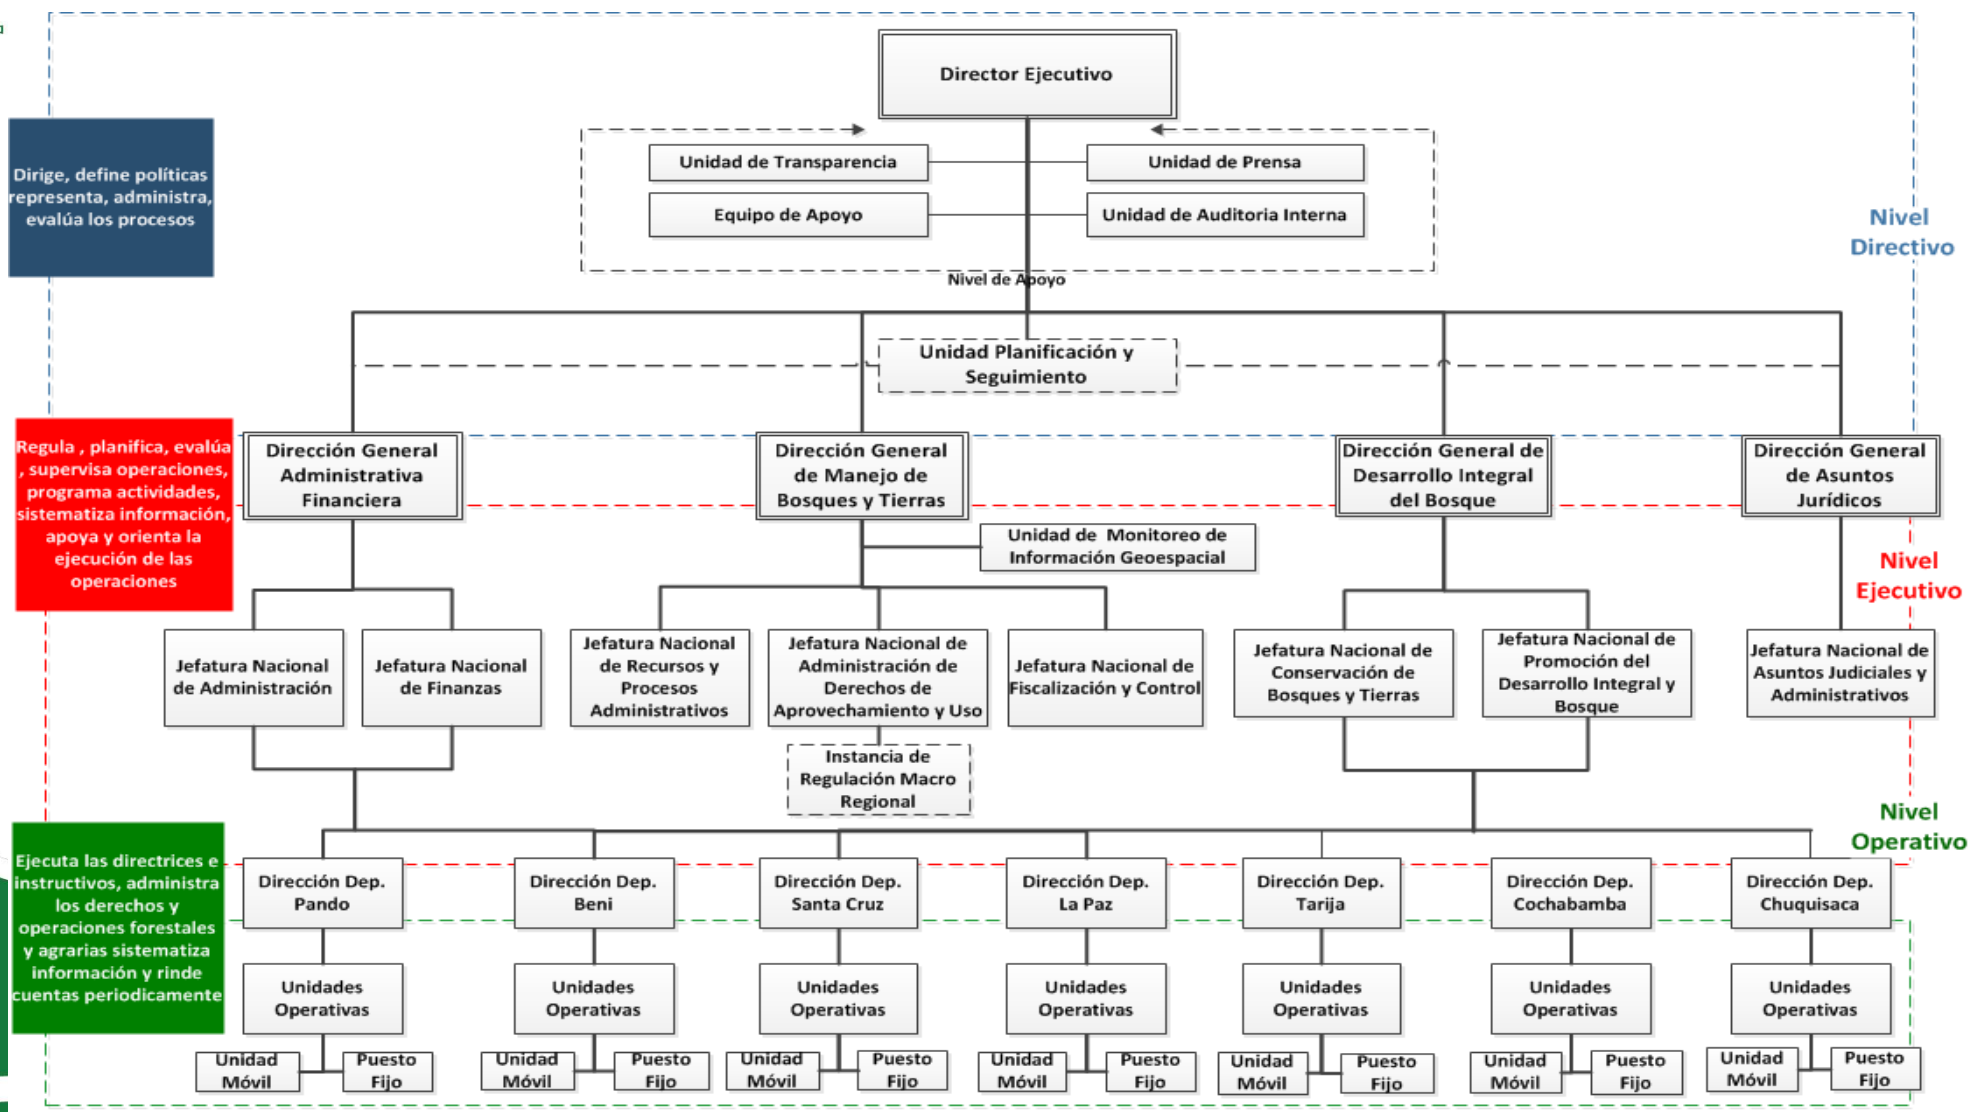 Director Ejecutivo
Unidad de Transparencia
Unidad de Prensa
Equipo de Apoyo
Unidad de Auditoria Interna
Nivel de Apoyo
Dirige, define políticas
representa, administra,
evalúa los procesos
Nivel
Directivo
Unidad Planificación y
Seguimiento
Regula , planifica, evalúa
, supervisa operaciones,
programa actividades,
sistematiza información,
apoya y orienta la
ejecución de las
operaciones
Dirección General
Administrativa
Financiera
Dirección General
de Manejo de
Bosques y Tierras
Dirección General de
Desarrollo Integral
del Bosque
Dirección General
de Asuntos
Jurídicos
Unidad de Monitoreo de
Información Geoespacial
Nivel
Ejecutivo
Jefatura Nacional
de Administración
Jefatura Nacional
de Finanzas
Jefatura Nacional
de Recursos y
Procesos
Administrativos
Jefatura Nacional de
Administración de
Derechos de
Aprovechamiento y Uso
Jefatura Nacional de
Fiscalización y Control
Jefatura Nacional de
Conservación de
Bosques y Tierras
Jefatura Nacional de
Promoción del
Desarrollo Integral y
Bosque
Jefatura Nacional de
Asuntos Judiciales y
Administrativos
Instancia de
Regulación Macro
Regional
Nivel
Operativo
Ejecuta las directrices e
instructivos, administra
los derechos y
operaciones forestales
y agrarias sistematiza
información y rinde
cuentas periodicamente
Dirección Dep.
Pando
Dirección Dep.
Beni
Dirección Dep.
Santa Cruz
Dirección Dep.
La Paz
Dirección Dep.
Tarija
Dirección Dep.
Cochabamba
Dirección Dep.
Chuquisaca
Unidades
Operativas
Unidades
Operativas
Unidades
Operativas
Unidades
Operativas
Unidades
Operativas
Unidades
Operativas
Unidades
Operativas
Unidad
Móvil
Puesto
Fijo
Unidad
Móvil
Puesto
Fijo
Unidad
Móvil
Puesto
Fijo
Unidad
Móvil
Puesto
Fijo
Unidad
Móvil
Puesto
Fijo
Unidad
Móvil
Puesto
Fijo
Unidad
Móvil
Puesto
Fijo